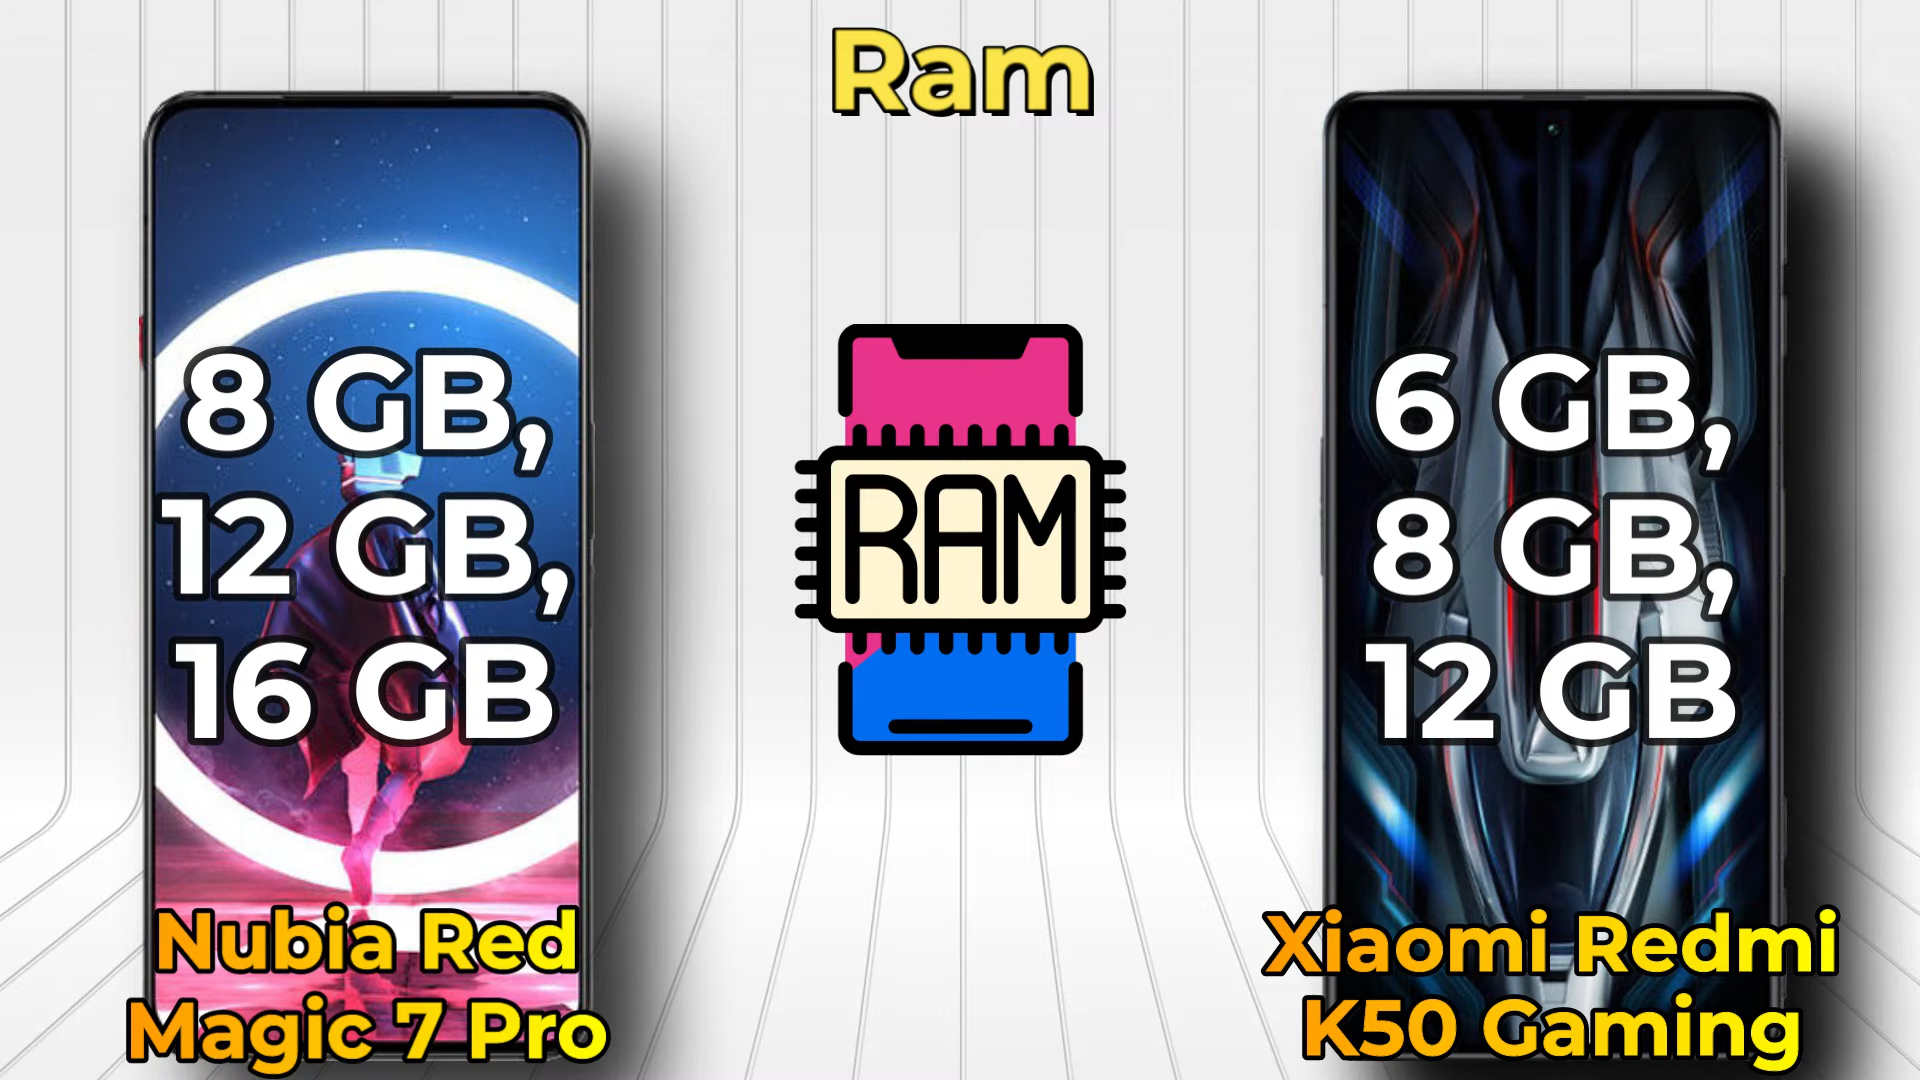 Ram
8 GB,
12 GB,
16 GB
Nubia Red
Magic 7 Pro
RAM
6 GB,
8 GB,
12 GB
Xiaomi Redmi
K50 Gaming